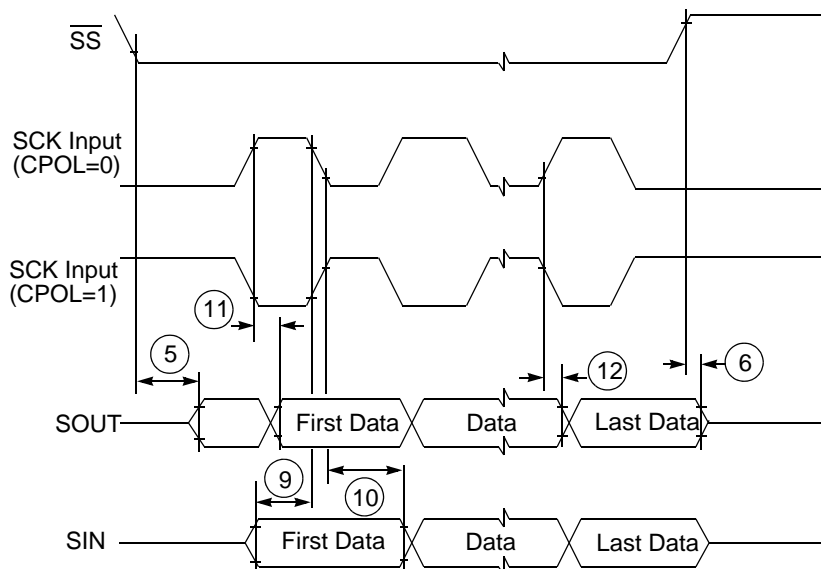 S̅S̅
SCK Input
(CPOL=0)
SCK Input
(CPOL=1)
11
5
12
6
SOUT
First Data
Data
Last Data
9
10
SIN
First Data
Data
Last Data